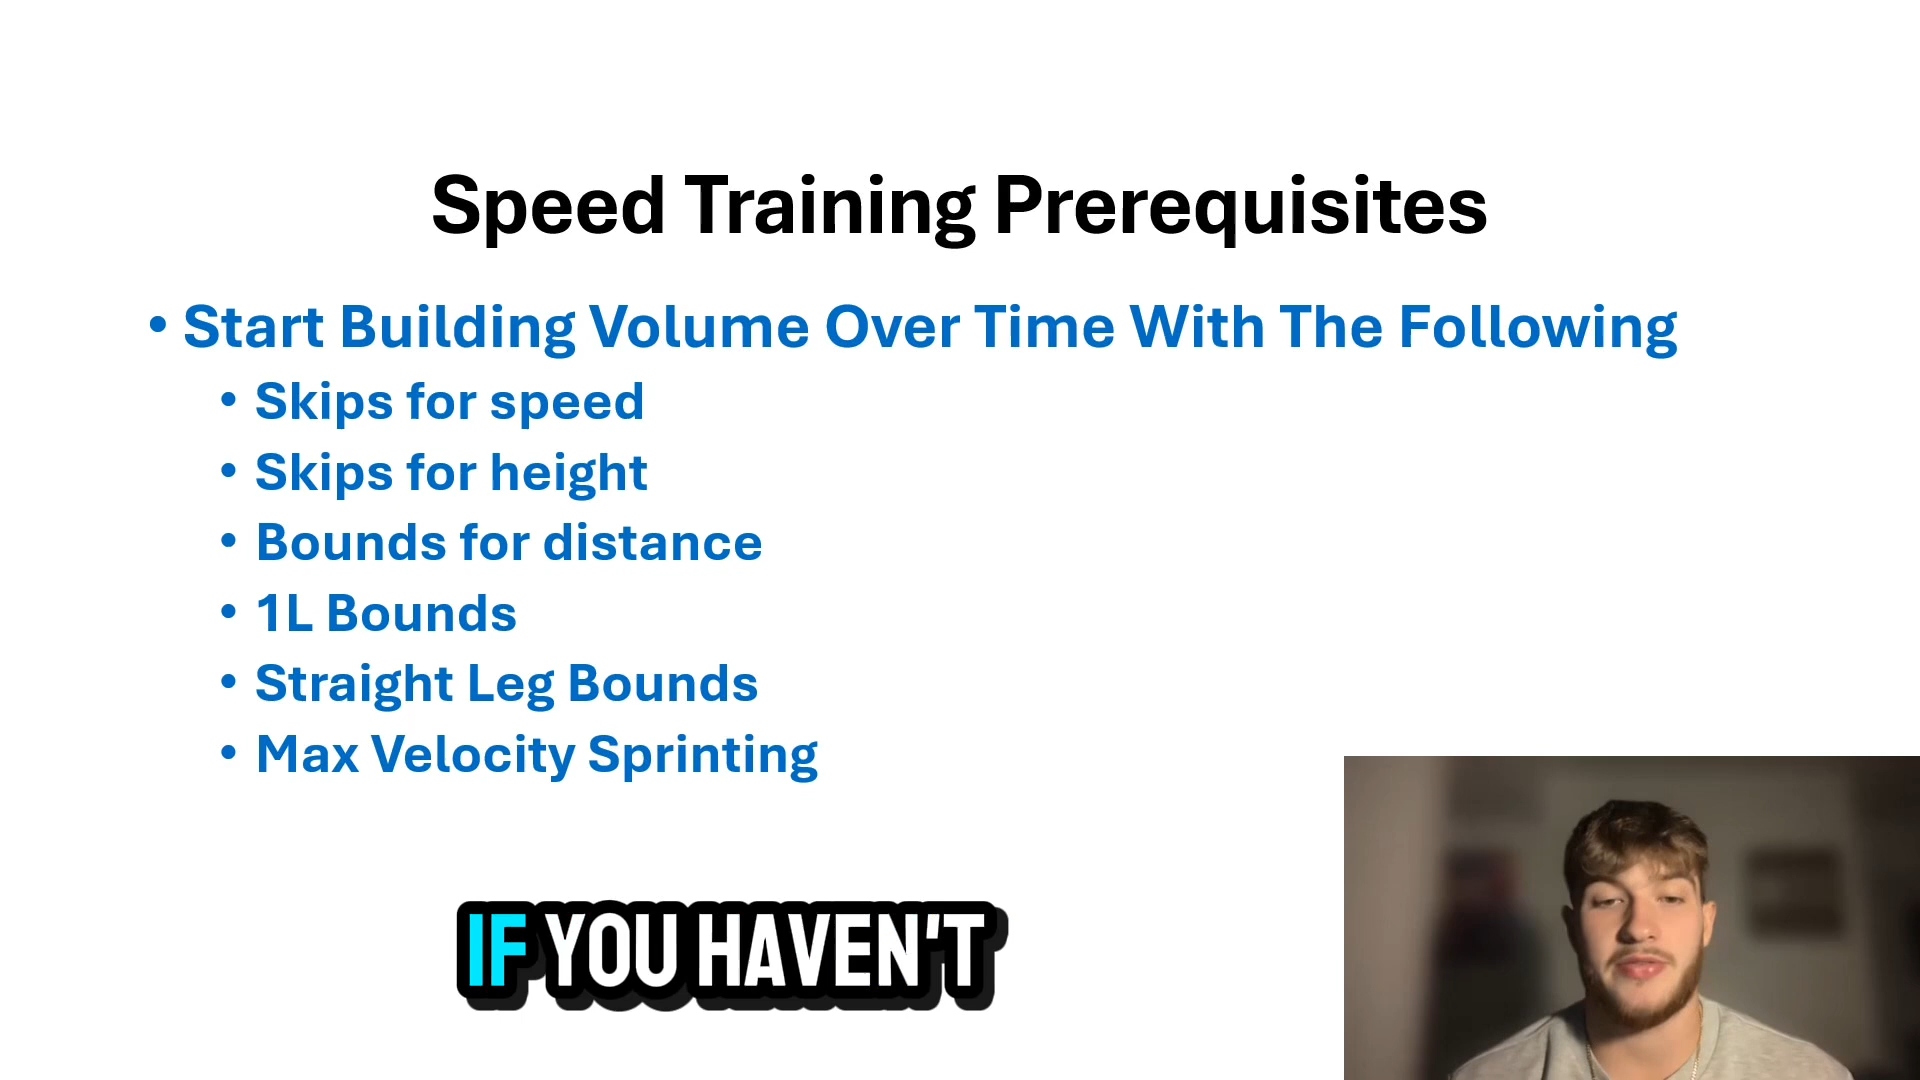 Speed Training Prerequisites
• Start Building Volume Over Time With The Following
• Skips for speed
• Skips for height
• Bounds for distance
• 1L Bounds
• Straight Leg Bounds
• Max Velocity Sprinting
IF YOU HAVEN'T